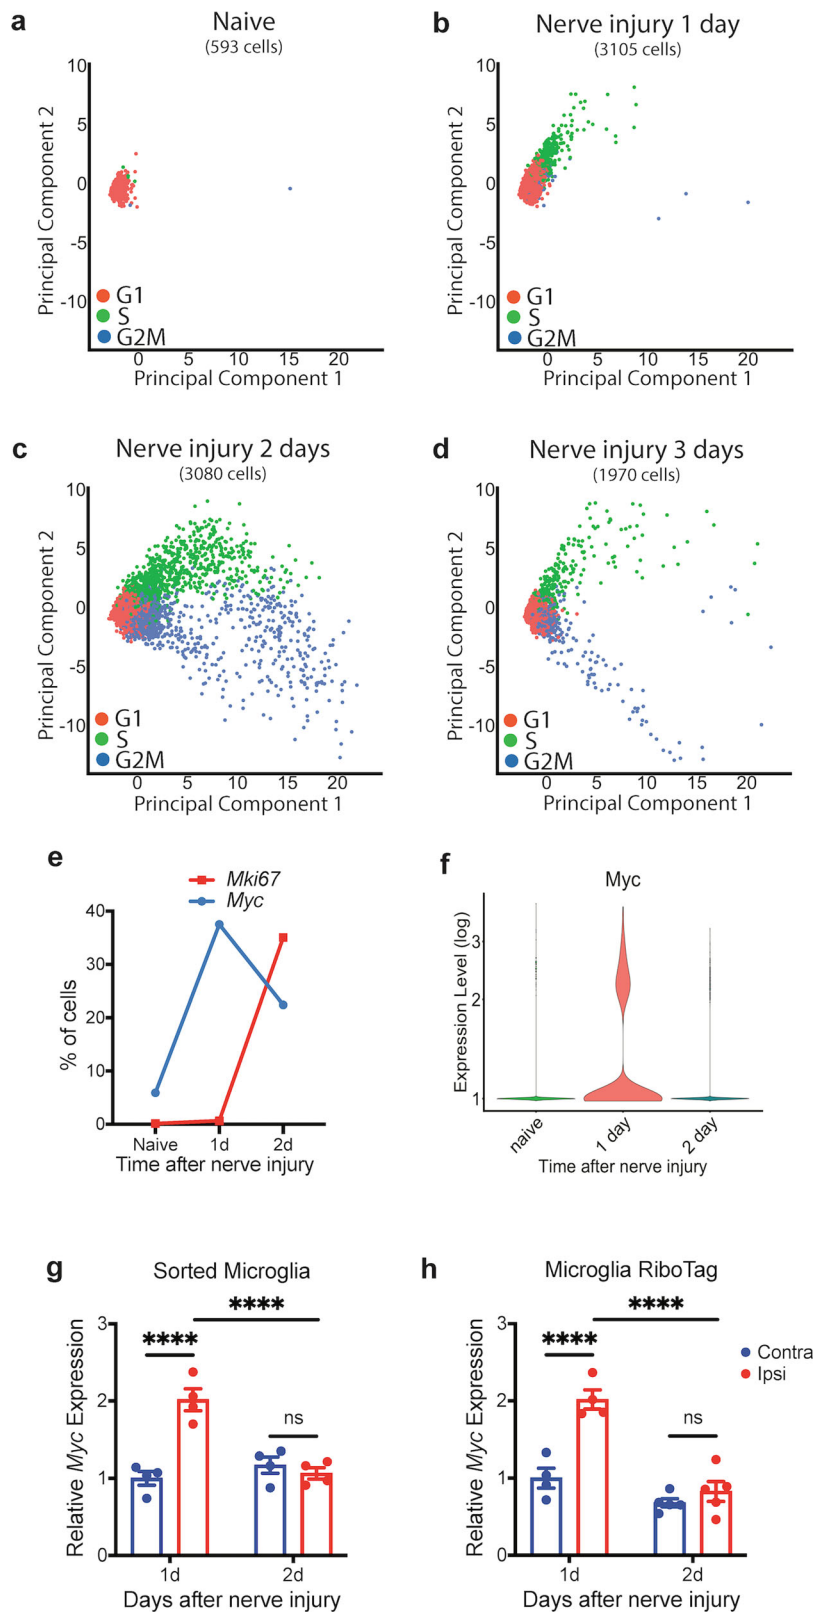 a
Naive
(593 cells)
Principal Component 2
10
5
0
-5
-10
G1
S
G2M
0 5 10 15 20
Principal Component 1
b
Nerve injury 1 day
(3105 cells)
Principal Component 2
10
5
0
-5
-10
G1
S
G2M
0 5 10 15 20
Principal Component 1
c
Nerve injury 2 days
(3080 cells)
Principal Component 2
10
5
0
-5
-10
G1
S
G2M
0 5 10 15 20
Principal Component 1
d
Nerve injury 3 days
(1970 cells)
Principal Component 2
10
5
0
-5
-10
G1
S
G2M
0 5 10 15 20
Principal Component 1
e
Mki67
Myc
% of cells
40
30
20
10
0
Naive 1d 2d
Time after nerve injury
f
Myc
Expression Level (log)
3
2
1
naive 1 day 2 day
Time after nerve injury
g
Sorted Microglia
Relative Myc Expression
3
2
1
0
****
****
ns
1d 2d
Days after nerve injury
h
Microglia RiboTag
Relative Myc Expression
3
2
1
0
****
****
ns
Contra
Ipsi
1d 2d
Days after nerve injury